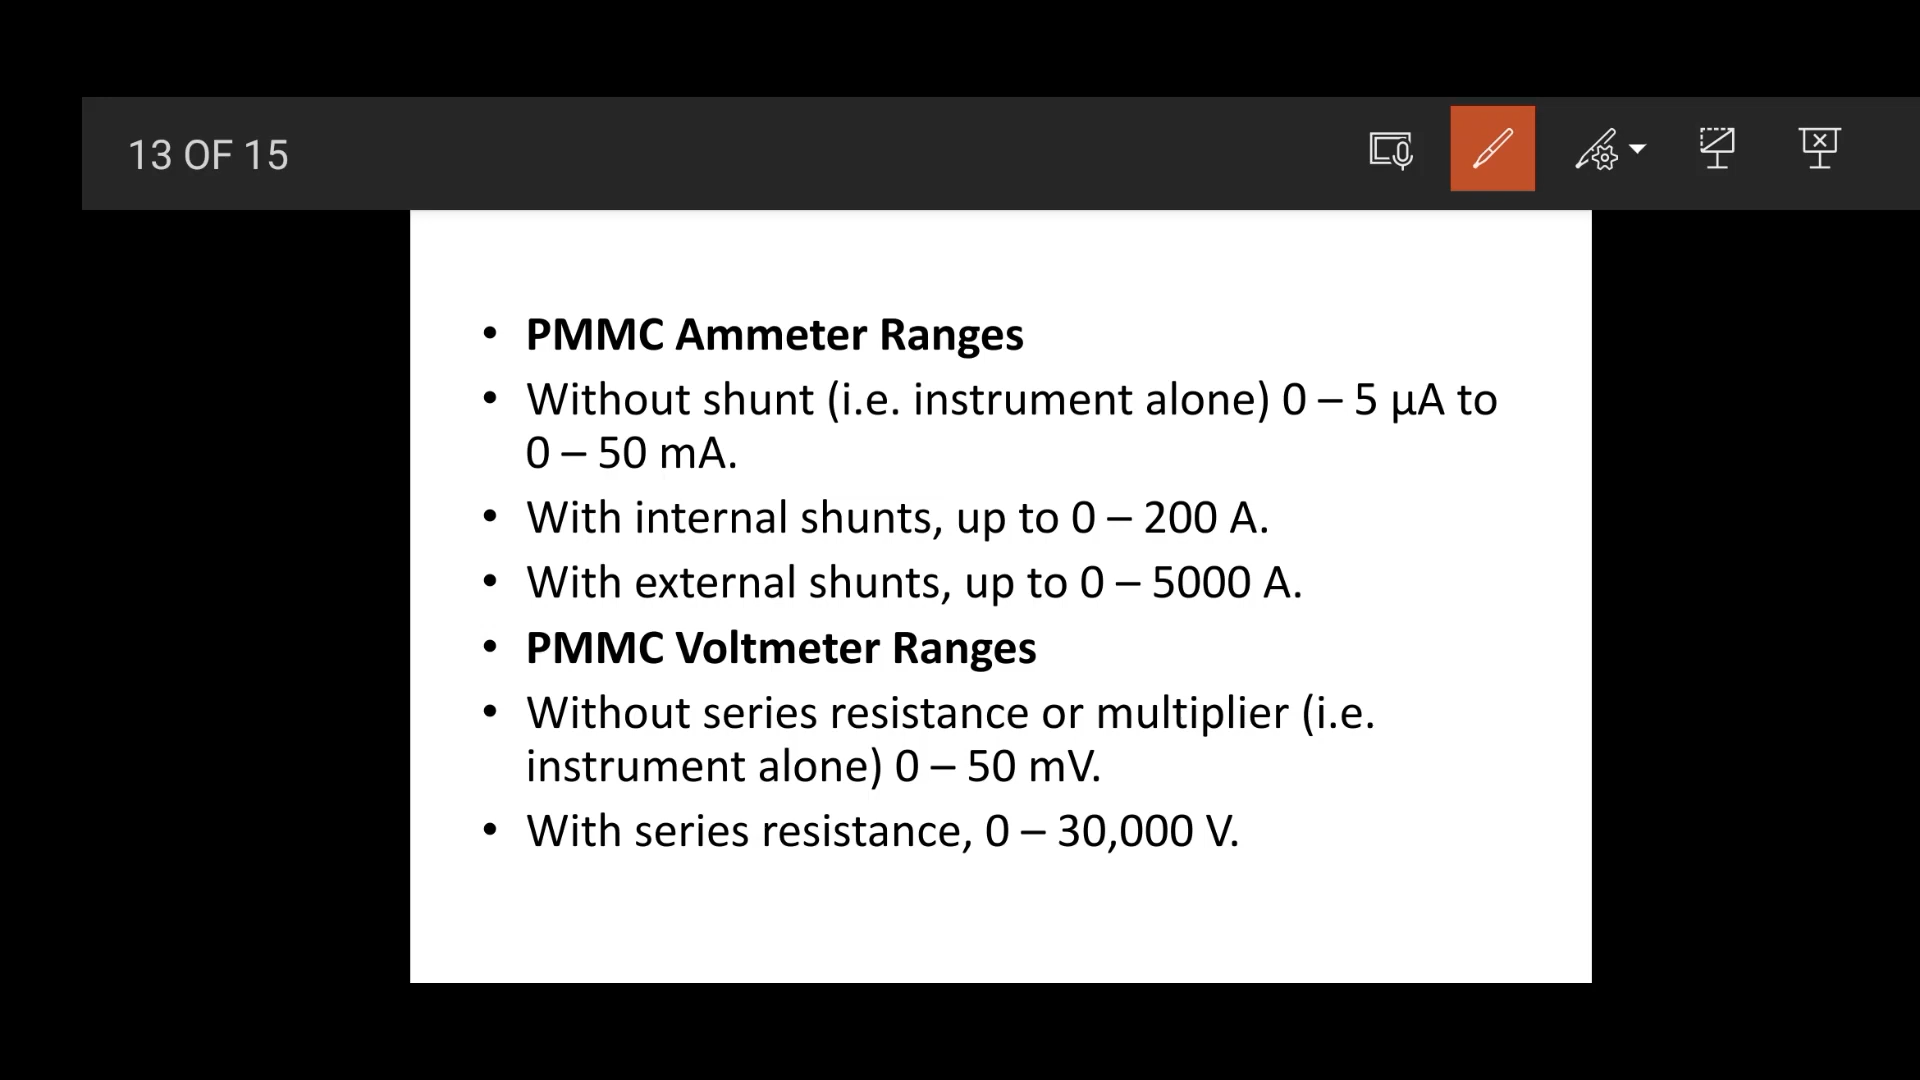 13 OF 15
• PMMC Ammeter Ranges
• Without shunt (i.e. instrument alone) 0 – 5 μA to
0 – 50 mA.
• With internal shunts, up to 0 – 200 A.
• With external shunts, up to 0 – 5000 A.
• PMMC Voltmeter Ranges
• Without series resistance or multiplier (i.e.
instrument alone) 0 – 50 mV.
• With series resistance, 0 – 30,000 V.